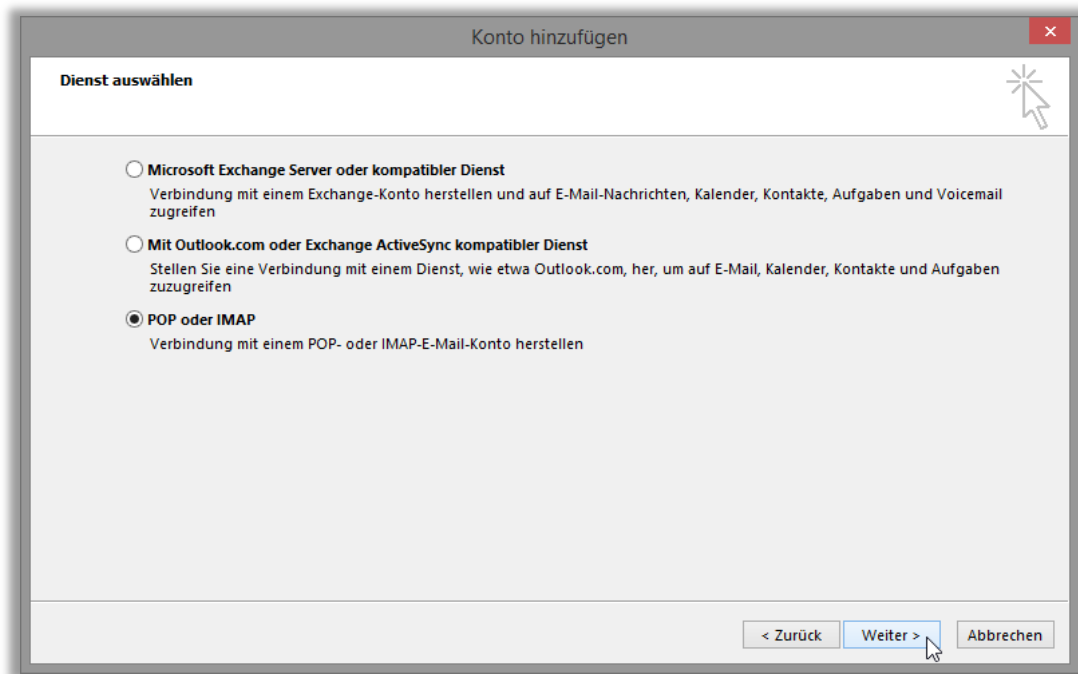 Konto hinzufügen
Dienst auswählen
Microsoft Exchange Server oder kompatibler Dienst
Verbindung mit einem Exchange-Konto herstellen und auf E-Mail-Nachrichten, Kalender, Kontakte, Aufgaben und Voicemail
zugreifen
Mit Outlook.com oder Exchange ActiveSync kompatibler Dienst
Stellen Sie eine Verbindung mit einem Dienst, wie etwa Outlook.com, her, um auf E-Mail, Kalender, Kontakte und Aufgaben
zuzugreifen
POP oder IMAP
Verbindung mit einem POP- oder IMAP-E-Mail-Konto herstellen
< Zurück Weiter > Abbrechen